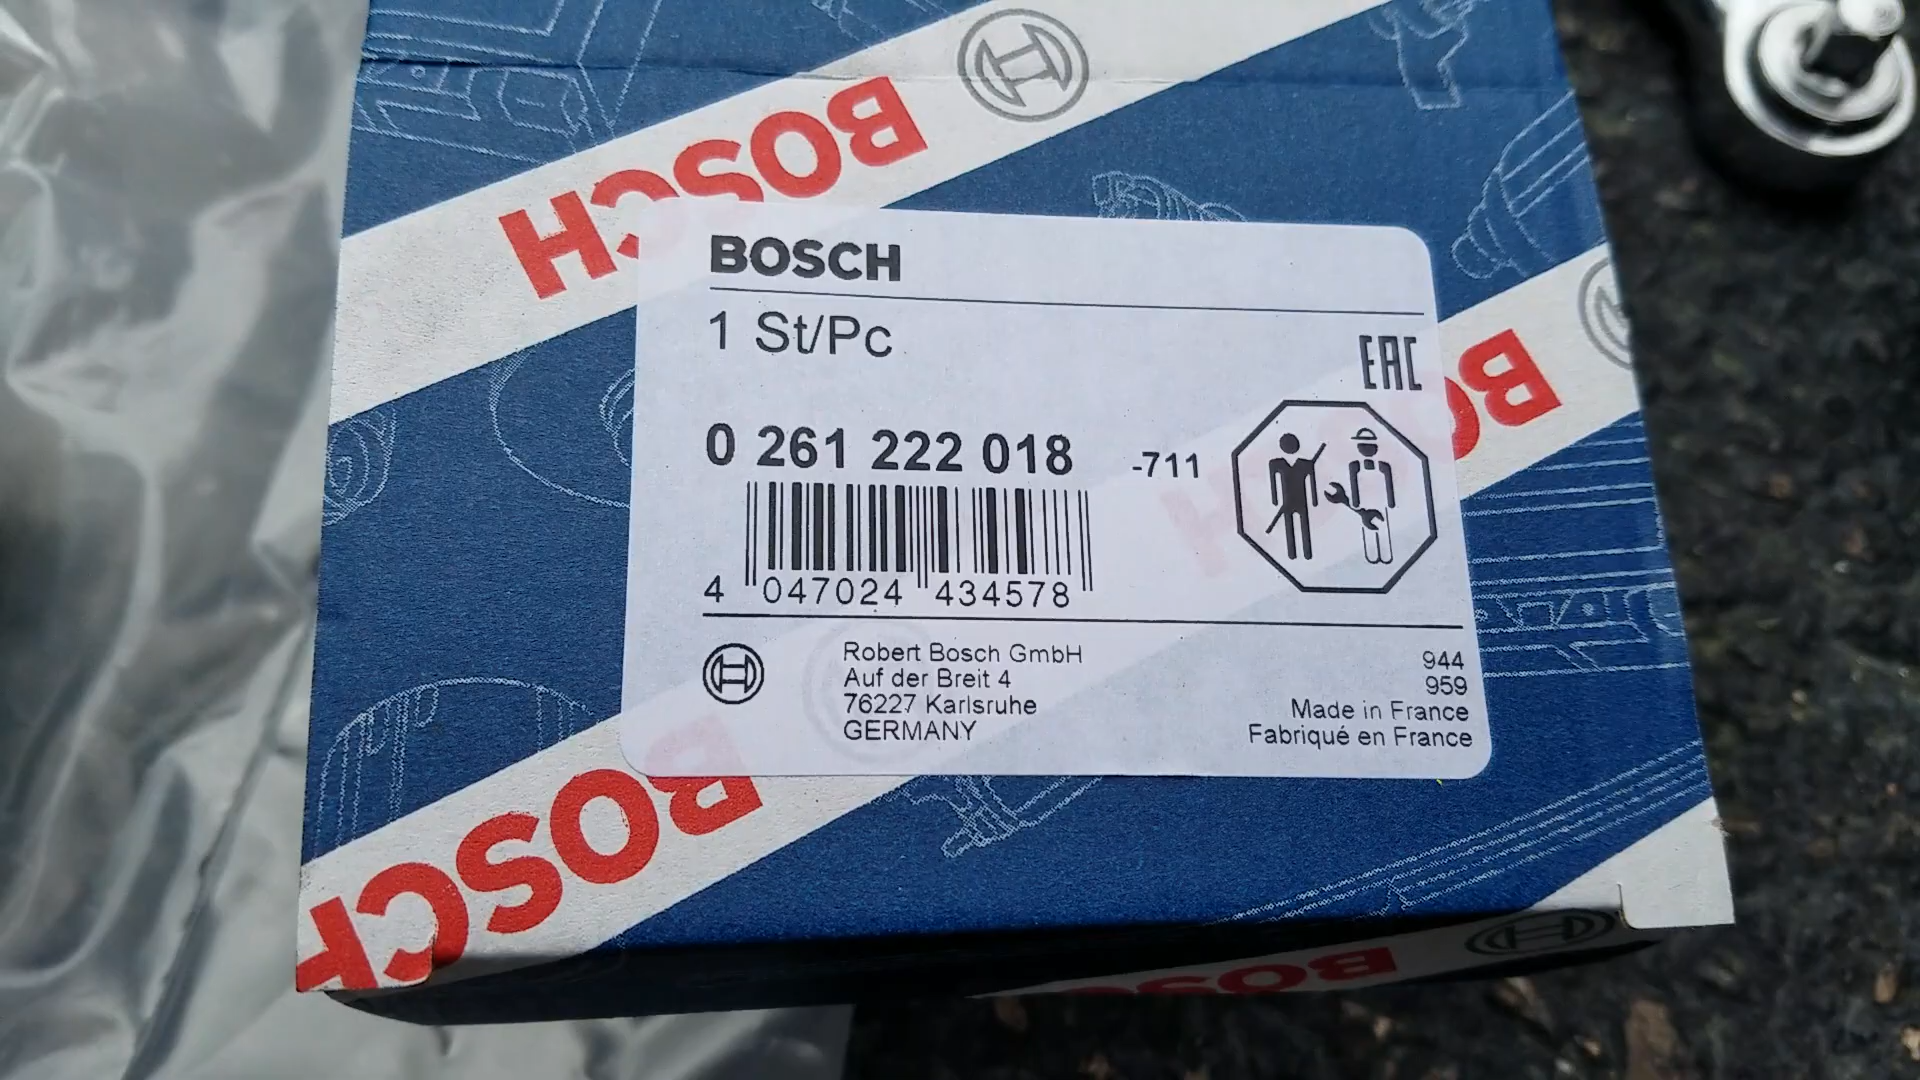 BOSCH
BOSCH
1 St/Pc
EAC
BOSCH
0 261 222 018 -711
4 047024 434578
Robert Bosch GmbH
Auf der Breit 4
76227 Karlsruhe
GERMANY
944
959
Made in France
Fabriqué en France
BOSCH
BOSCH